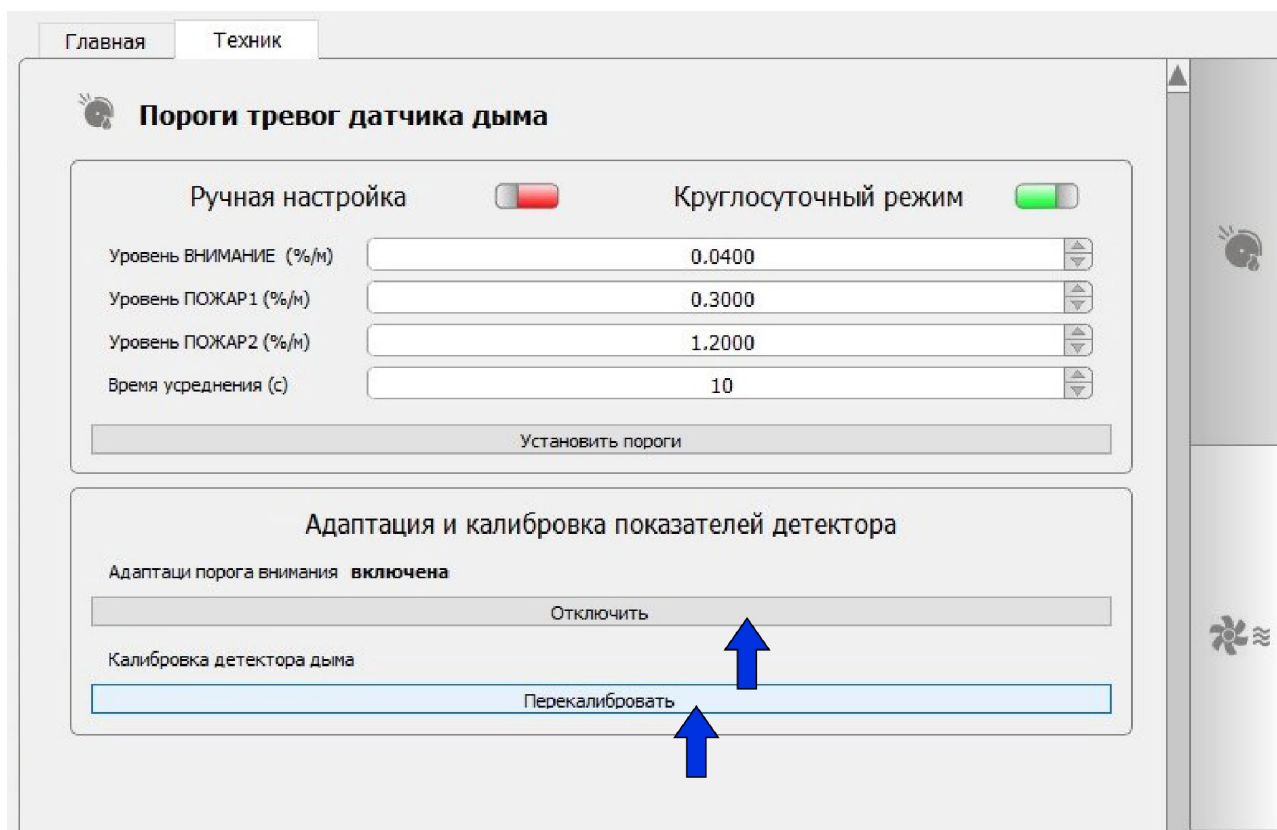 Главная Техник
Пороги тревог датчика дыма
Ручная настройка Круглосуточный режим
Уровень ВНИМАНИЕ (%/м) 0.0400
Уровень ПОЖАР1 (%/м) 0.3000
Уровень ПОЖАР2 (%/м) 1.2000
Время усреднения (с) 10
Установить пороги
Адаптация и калибровка показателей детектора
Адаптаци порога внимания включена
Отключить
Калибровка детектора дыма
Перекалибровать